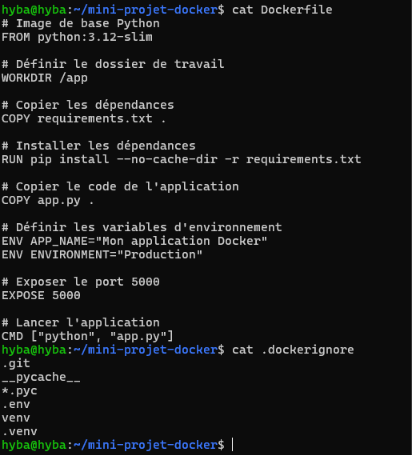 hyba@hyba:~/mini-projet-docker$ cat Dockerfile
# Image de base Python
FROM python:3.12-slim

# Définir le dossier de travail
WORKDIR /app

# Copier les dépendances
COPY requirements.txt .

# Installer les dépendances
RUN pip install --no-cache-dir -r requirements.txt

# Copier le code de l'application
COPY app.py .

# Définir les variables d'environnement
ENV APP_NAME="Mon application Docker"
ENV ENVIRONMENT="Production"

# Exposer le port 5000
EXPOSE 5000

# Lancer l'application
CMD ["python", "app.py"]
hyba@hyba:~/mini-projet-docker$ cat .dockerignore
.git
__pycache__
*.pyc
.env
venv
.venv
hyba@hyba:~/mini-projet-docker$